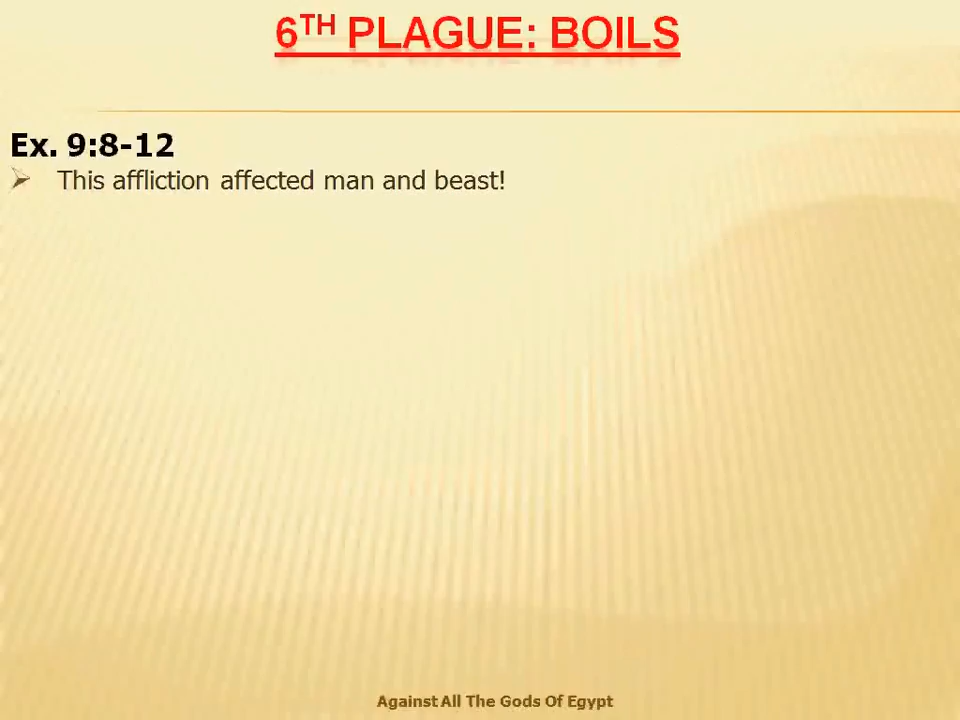 6TH PLAGUE: BOILS
Ex. 9:8-12
➢ This affliction affected man and beast!
Against All The Gods Of Egypt